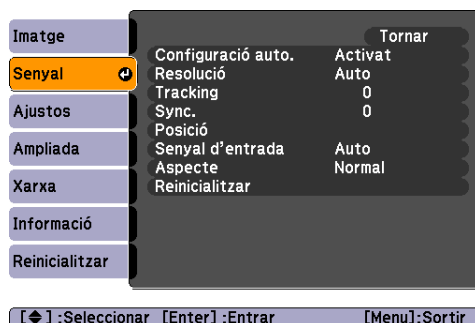 Imatge
Senyal
Ajustos
Ampliada
Xarxa
Informació
Reinicialitzar
Tornar
Configuració auto. Activat
Resolució Auto
Tracking 0
Sync. 0
Posició
Senyal d'entrada Auto
Aspecte Normal
Reinicialitzar
[◆] :Seleccionar [Enter] :Entrar [Menu]:Sortir